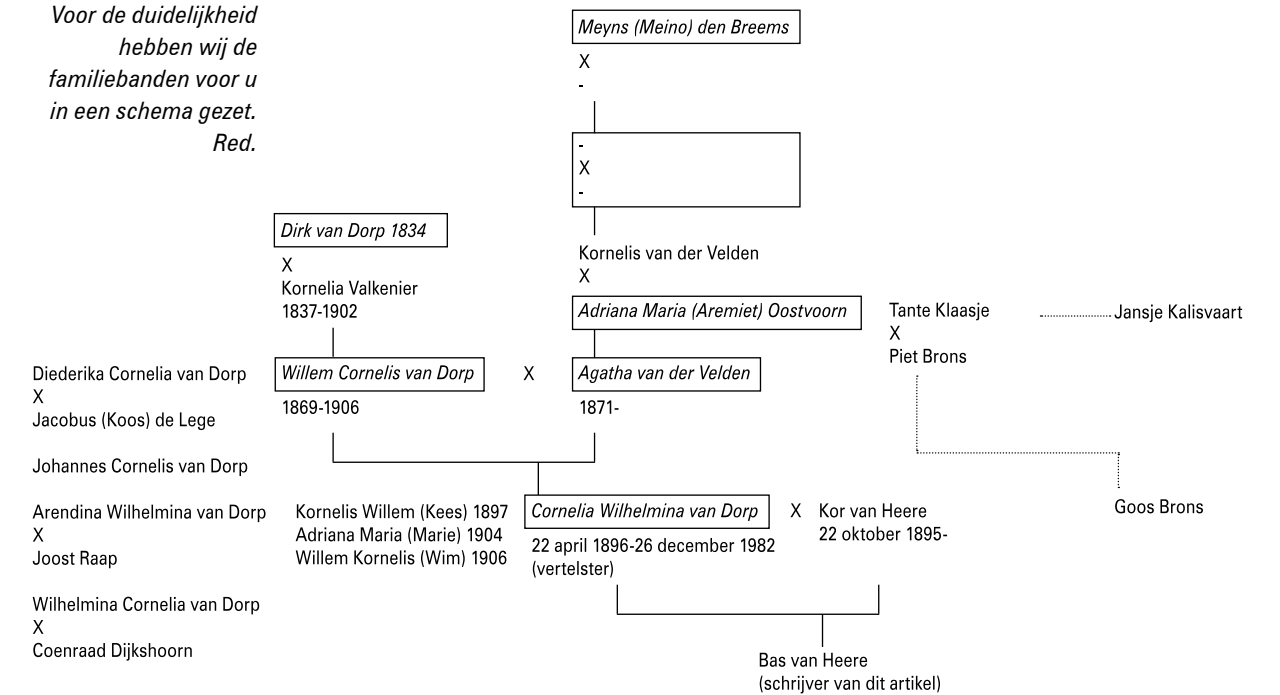 Voor de duidelijkheid
hebben wij de
familiebanden voor u
in een schema gezet.
Red.
Meyns (Meino) den Breems
X
-
-
X
-
Dirk van Dorp 1834
X
Kornelia Valkenier
1837-1902
Kornelis van der Velden
X
Adriana Maria (Aremiet) Oostvoorn
Tante Klaasje
X
Piet Brons
Jansje Kalisvaart
Diederika Cornelia van Dorp
X
Jacobus (Koos) de Lege
Willem Cornelis van Dorp
1869-1906
X
Agatha van der Velden
1871-
Johannes Cornelis van Dorp
Arendina Wilhelmina van Dorp
X
Joost Raap
Kornelis Willem (Kees) 1897
Adriana Maria (Marie) 1904
Willem Kornelis (Wim) 1906
Cornelia Wilhelmina van Dorp
22 april 1896-26 december 1982
(vertelster)
X
Kor van Heere
22 oktober 1895-
Goos Brons
Wilhelmina Cornelia van Dorp
X
Coenraad Dijkshoorn
Bas van Heere
(schrijver van dit artikel)